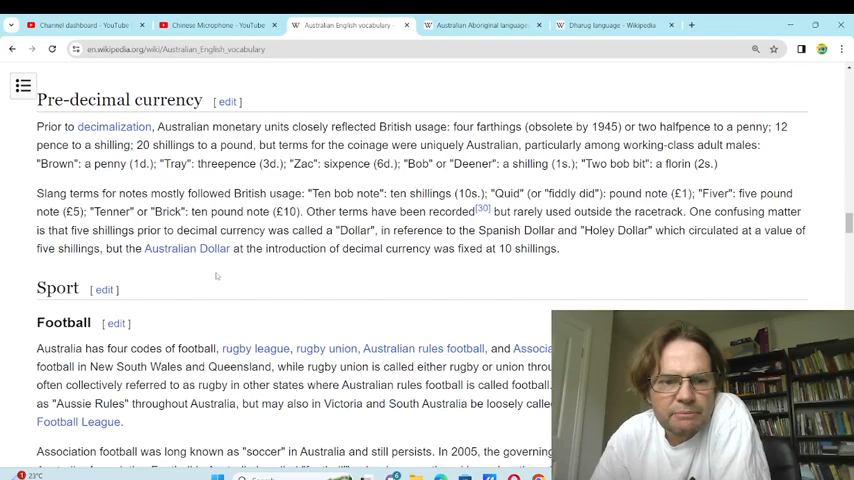 Channel dashboard - YouTube
Chinese Microphone - YouTube
Australian English vocabulary -
Australian Aboriginal language
Dharug language - Wikipedia
en.wikipedia.org/wiki/Australian_English_vocabulary
Pre-decimal currency [ edit ]
Prior to decimalization, Australian monetary units closely reflected British usage: four farthings (obsolete by 1945) or two halfpence to a penny; 12
pence to a shilling; 20 shillings to a pound, but terms for the coinage were uniquely Australian, particularly among working-class adult males:
"Brown": a penny (1d.); "Tray": threepence (3d.); "Zac": sixpence (6d.); "Bob" or "Deener": a shilling (1s.); "Two bob bit": a florin (2s.)
Slang terms for notes mostly followed British usage: "Ten bob note": ten shillings (10s.); "Quid" (or "fiddly did"): pound note (£1); "Fiver": five pound
note (£5); "Tenner" or "Brick": ten pound note (£10). Other terms have been recorded[30] but rarely used outside the racetrack. One confusing matter
is that five shillings prior to decimal currency was called a "Dollar", in reference to the Spanish Dollar and "Holey Dollar" which circulated at a value of
five shillings, but the Australian Dollar at the introduction of decimal currency was fixed at 10 shillings.
Sport [ edit ]
Football [ edit ]
Australia has four codes of football, rugby league, rugby union, Australian rules football, and Associa
football in New South Wales and Queensland, while rugby union is called either rugby or union throu
often collectively referred to as rugby in other states where Australian rules football is called football.
as "Aussie Rules" throughout Australia, but may also in Victoria and South Australia be loosely calle
Football League.
Association football was long known as "soccer" in Australia and still persists. In 2005, the governing
23°C
Search